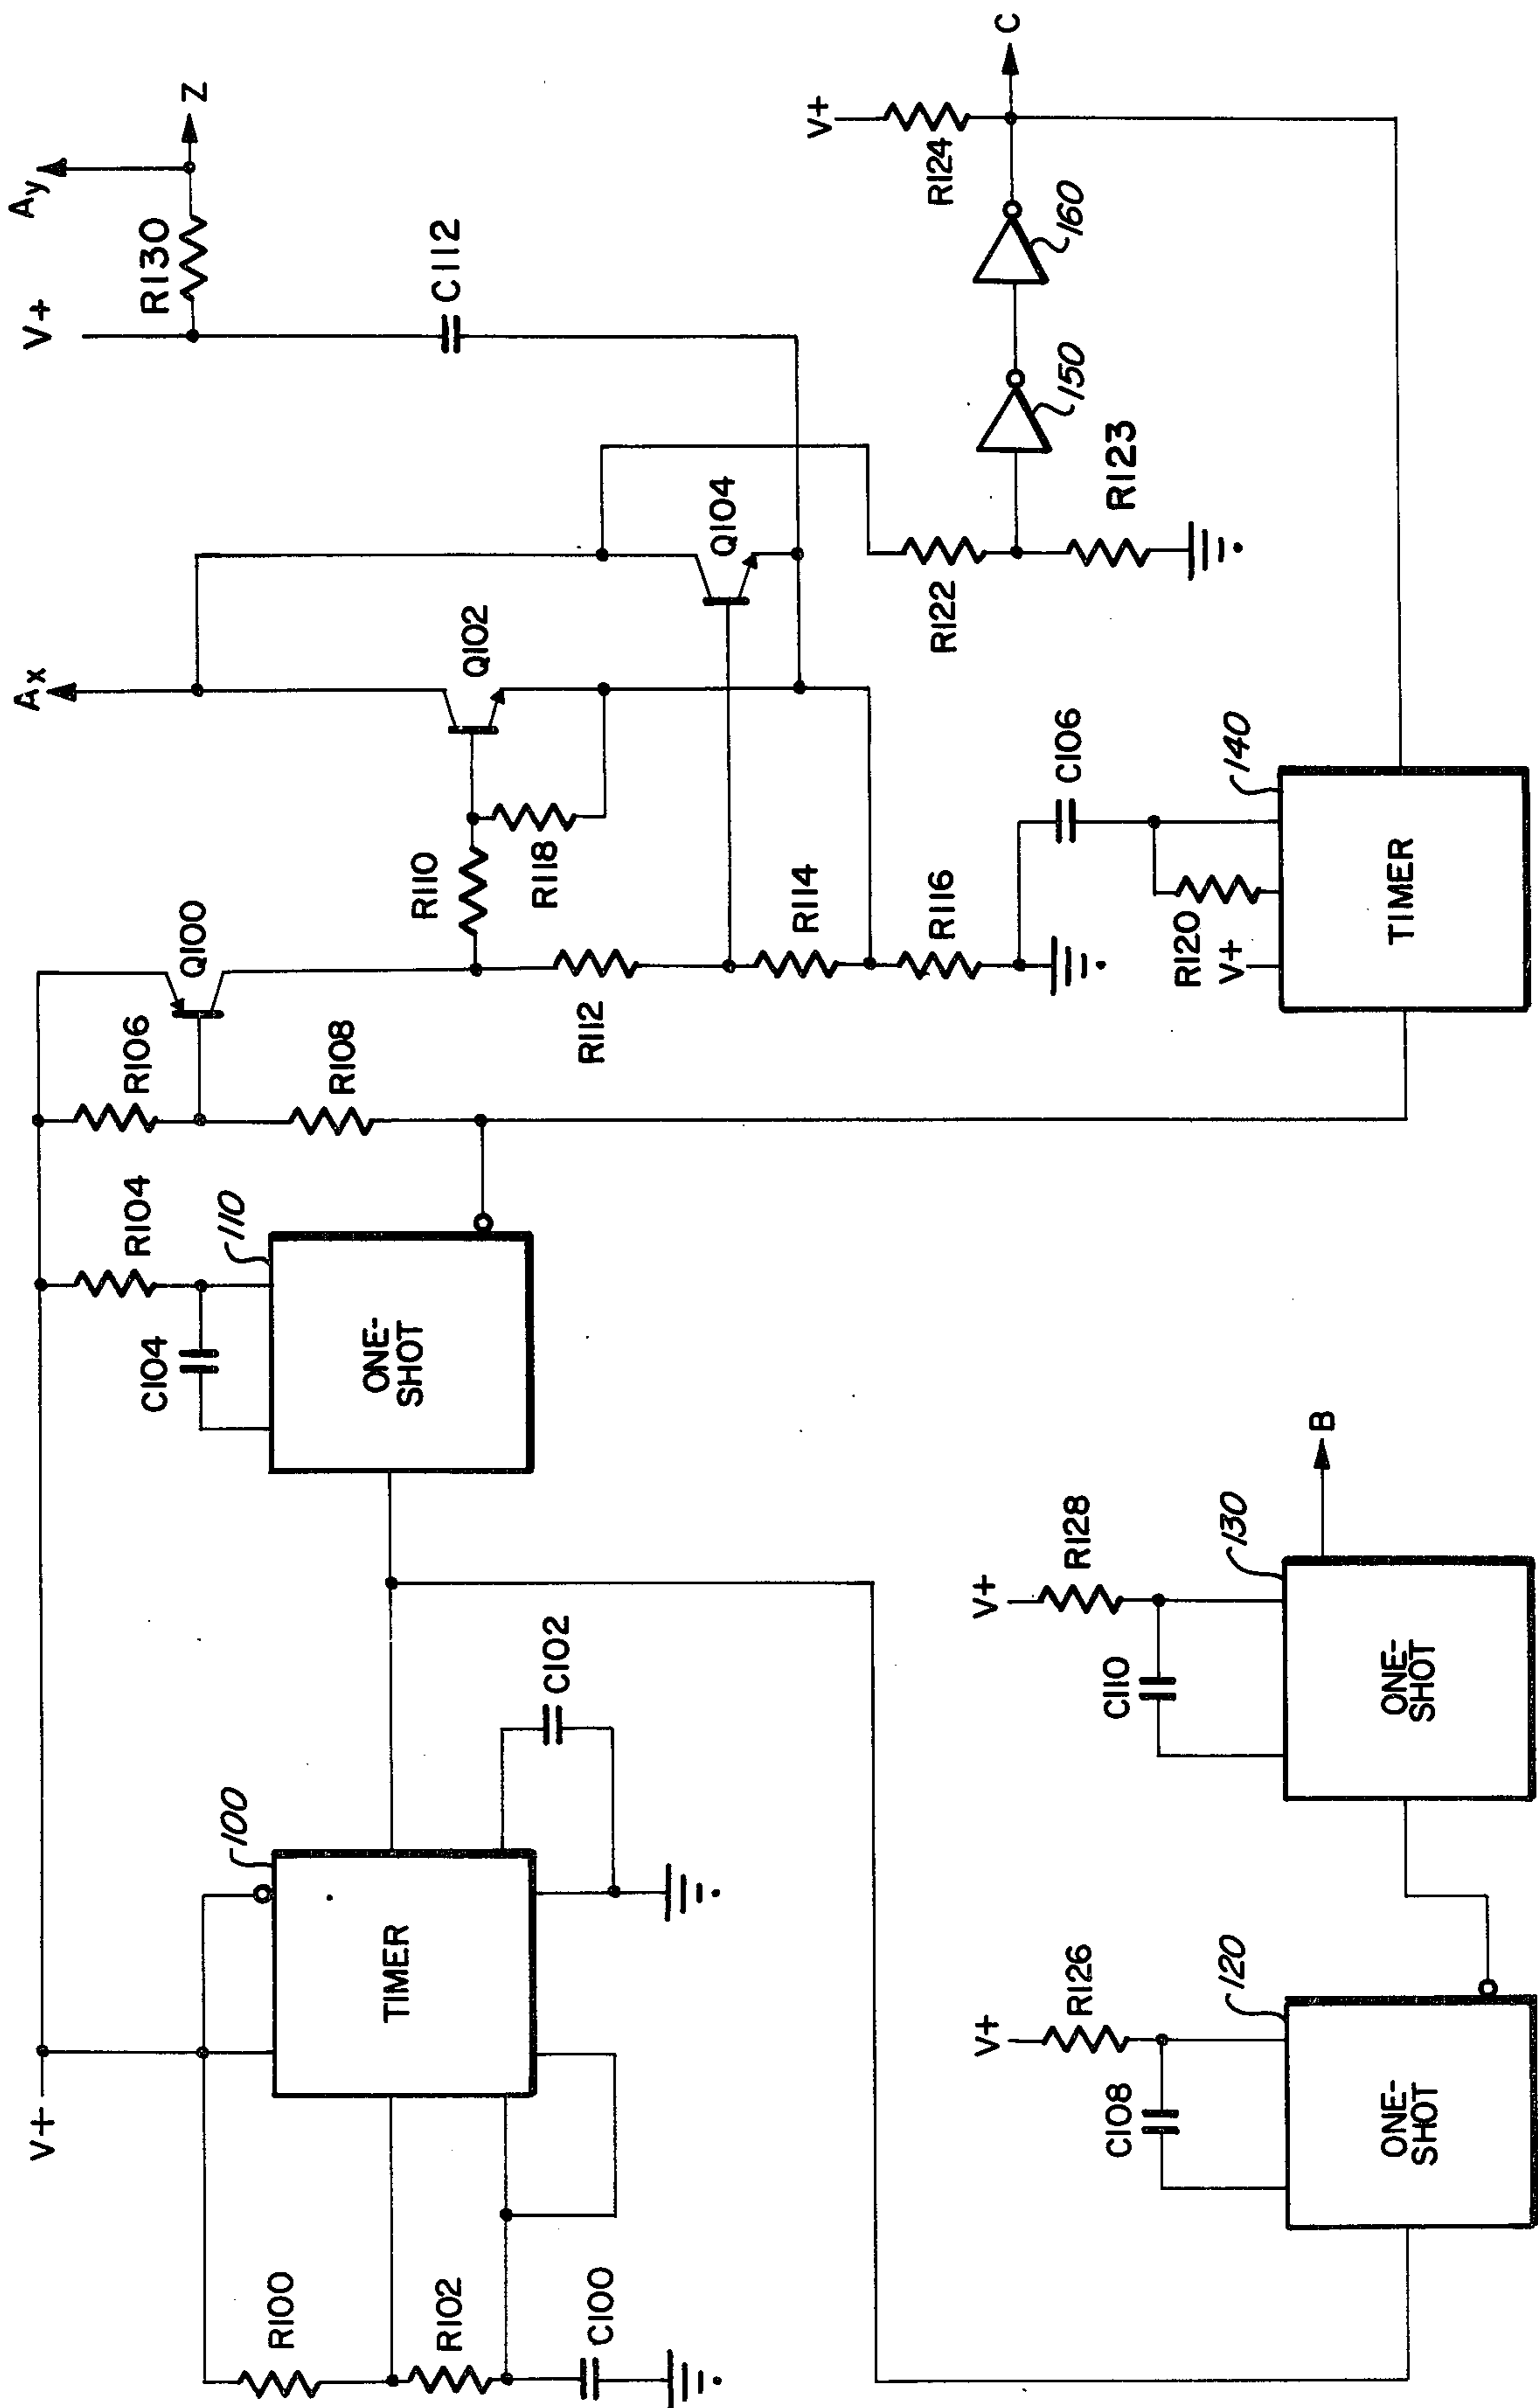 V+
R100
R102
C100
100
TIMER
C102
C104
R104
110
ONE-
SHOT
R106
R108
Q100
R110
R118
R112
R114
R116
Ax
Q102
Q104
V+
R130
Ay
Z
C112
R122
R123
150
160
V+
R124
C
C106
R120
V+
140
TIMER
V+
R126
C108
120
ONE-
SHOT
V+
R128
C110
130
ONE-
SHOT
B